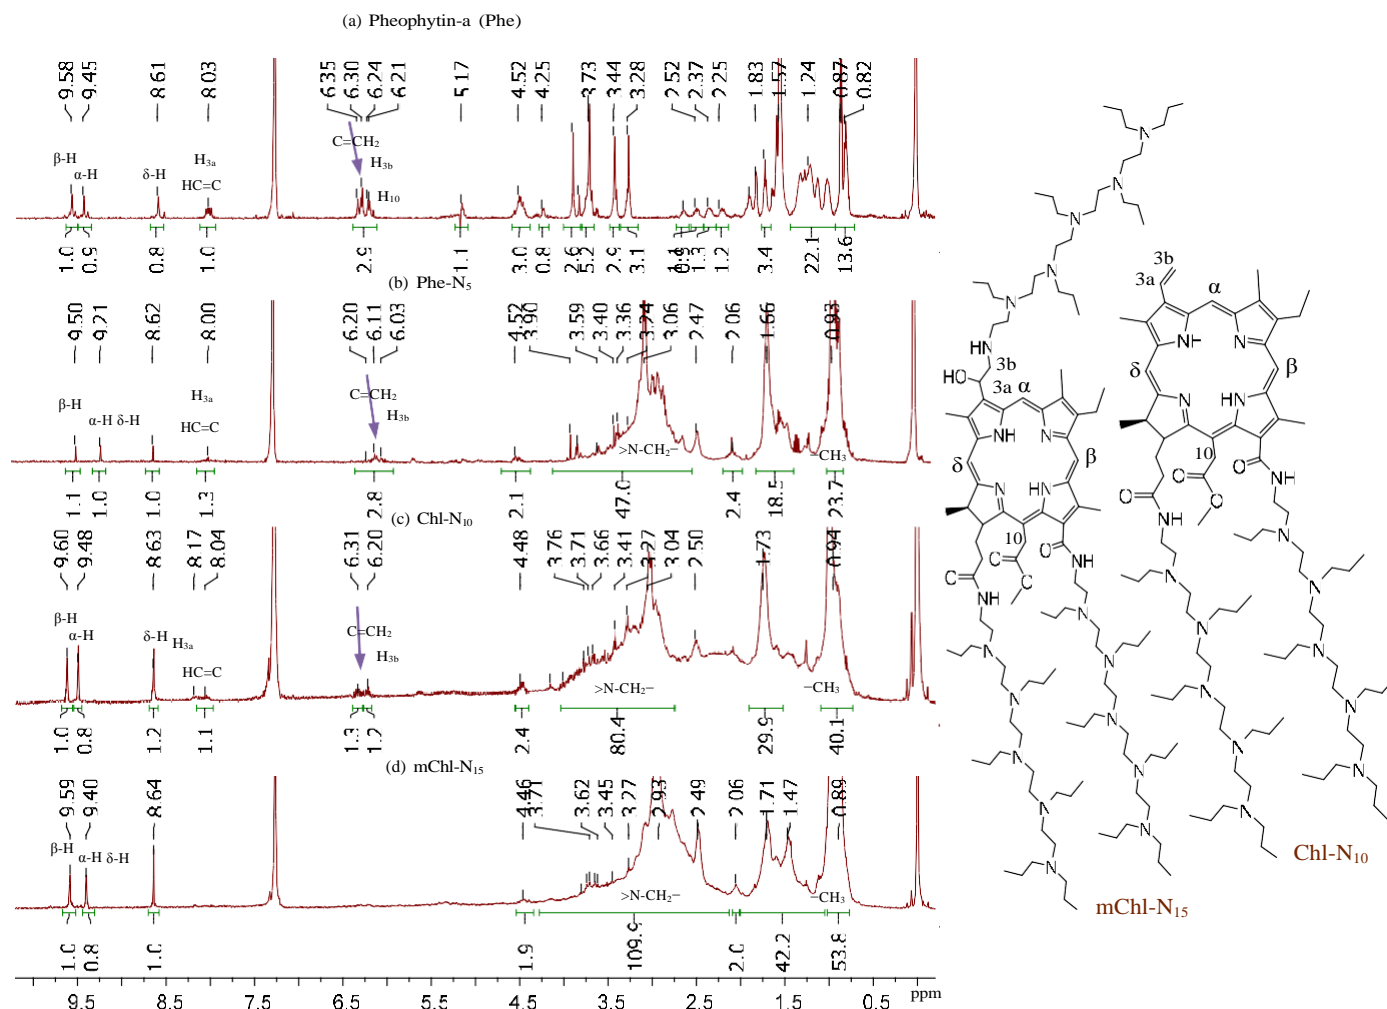 (a) Pheophytin-a (Phe)
9.58 9.45 8.61 8.03 6.35 6.30 6.24 6.21 5.17 4.52 4.25 3.73 3.44 3.28 2.52 2.37 2.25 1.83 1.57 1.24 0.87 0.82
C=CH₂
β-H α-H δ-H H₃ₐ HC=C H₃b H₁₀
1.0 0.9 0.8 1.0 2.9 1.1 3.0 0.8 2.6 5.2 2.9 3.1 1.3 1.2 3.4 22.1 13.6
(b) Phe-N₅
9.50 9.21 8.62 8.00 6.20 6.11 6.03 4.52 3.90 3.59 3.40 3.36 3.24 3.06 2.47 2.06 1.66 0.93
C=CH₂
β-H α-H δ-H H₃ₐ HC=C H₃b >N-CH₂− −CH₃
1.1 1.0 1.0 1.3 2.8 2.1 47.0 2.4 18.5 23.7
(c) Chl-N₁₀
9.60 9.48 8.63 8.17 8.04 6.31 6.20 4.48 3.76 3.71 3.66 3.41 3.27 3.04 2.50 1.73 0.94
C=CH₂
β-H α-H δ-H H₃ₐ HC=C H₃b >N-CH₂− −CH₃
1.0 0.8 1.2 1.1 1.3 1.2 2.4 80.4 29.9 40.1
(d) mChl-N₁₅
9.59 9.40 8.64 4.46 3.71 3.62 3.45 3.27 2.93 2.49 2.06 1.71 1.47 0.89
β-H α-H δ-H >N-CH₂− −CH₃
1.0 0.8 1.0 1.9 109.9 2.0 42.2 53.8
9.5 8.5 7.5 6.5 5.5 4.5 3.5 2.5 1.5 0.5
ppm
NH
3b
HO
3a α
NH N
δ β
N HN
10
O
O
O
O
NH
NH
N N N N N N N N N N N N N N N
mChl-N₁₅
3b
3a
α
NH N
δ β
N HN
10
O
O
O
O
NH
NH
N N N N N N N N
Chl-N₁₀